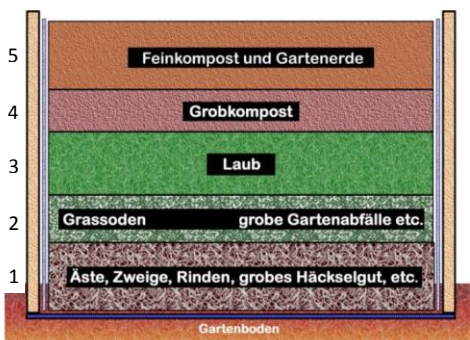 5 Feinkompost und Gartenerde
4 Grobkompost
3 Laub
2 Grassoden grobe Gartenabfälle etc.
1 Äste, Zweige, Rinden, grobes Häckselgut, etc.
Gartenboden